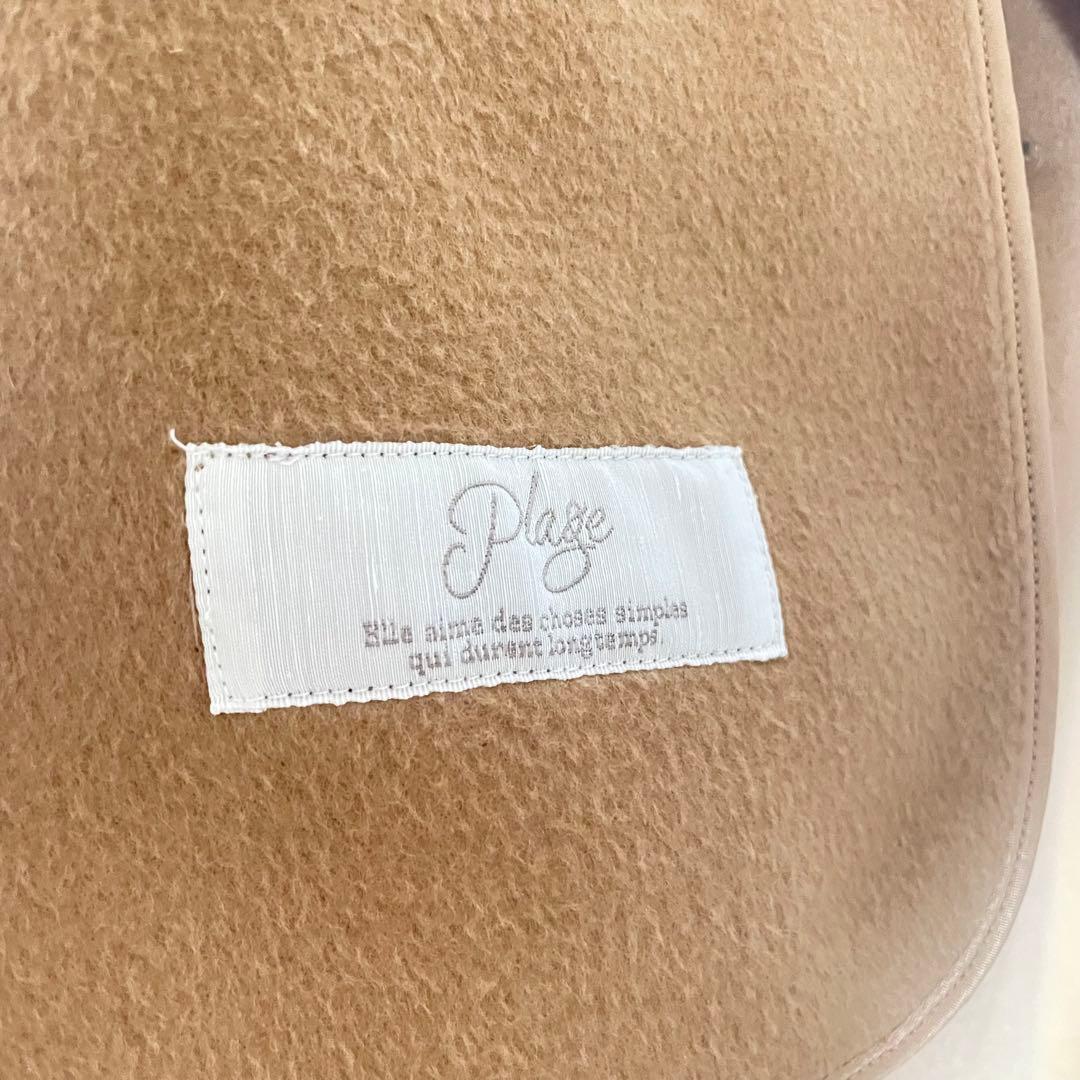 Plage
Elle aime des choses simples
qui durent longtemps.